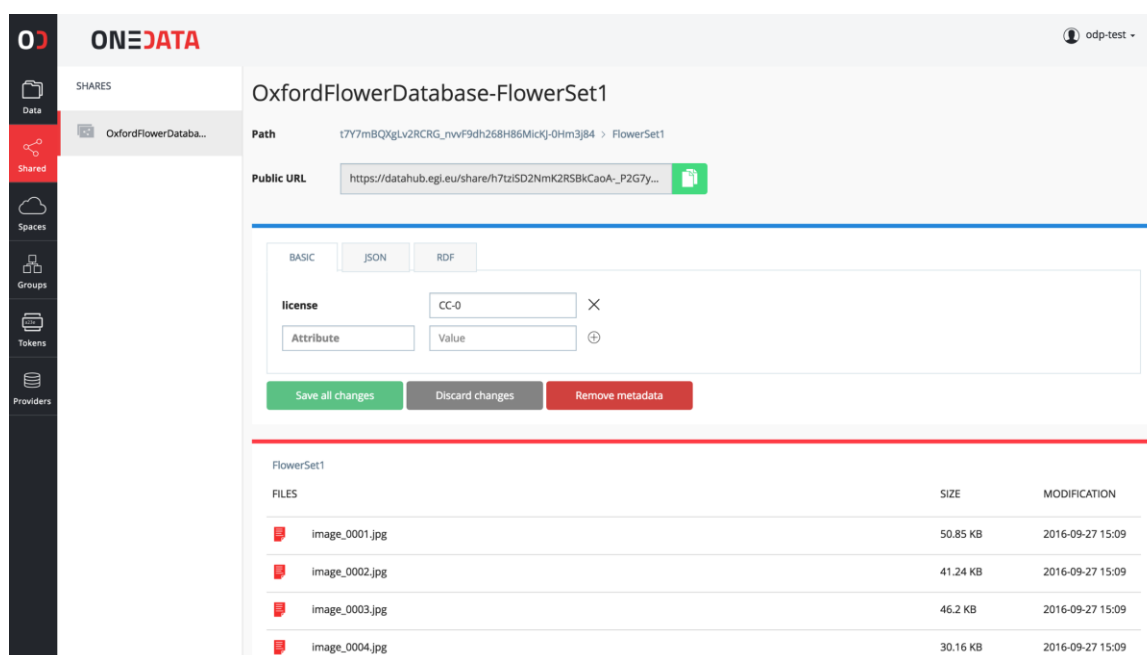 ONEDATA
odp-test
Data
Shared
Spaces
Groups
Tokens
Providers
SHARES
OxfordFlowerDataba...
OxfordFlowerDatabase-FlowerSet1
Path t7Y7mBQXgLv2RCRG_nvvF9dh268H86MicKJ-0Hm3j84 > FlowerSet1
Public URL https://datahub.egi.eu/share/h7tziSD2NmK2RSBkCaoA-_P2G7y...
BASIC JSON RDF
license CC-0
Attribute Value
Save all changes Discard changes Remove metadata
FlowerSet1
FILES SIZE MODIFICATION
image_0001.jpg 50.85 KB 2016-09-27 15:09
image_0002.jpg 41.24 KB 2016-09-27 15:09
image_0003.jpg 46.2 KB 2016-09-27 15:09
image_0004.jpg 30.16 KB 2016-09-27 15:09